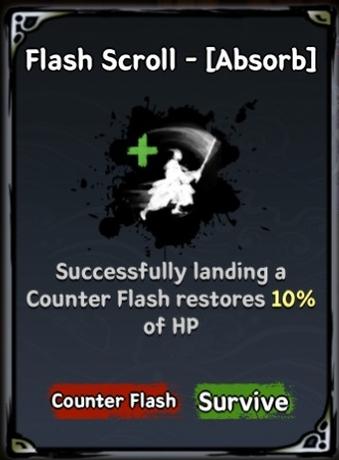 Flash Scroll - [Absorb]
Successfully landing a
Counter Flash restores 10%
of HP
Counter Flash Survive